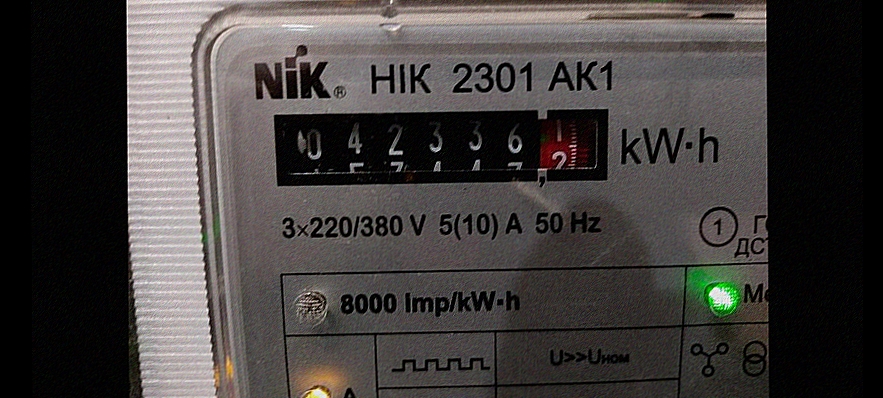 NiK® НІК 2301 АК1
0 4 2 3 3 6 kW·h
3×220/380 V 5(10) A 50 Hz
1
ДС
8000 Imp/kW·h
U>>Uном